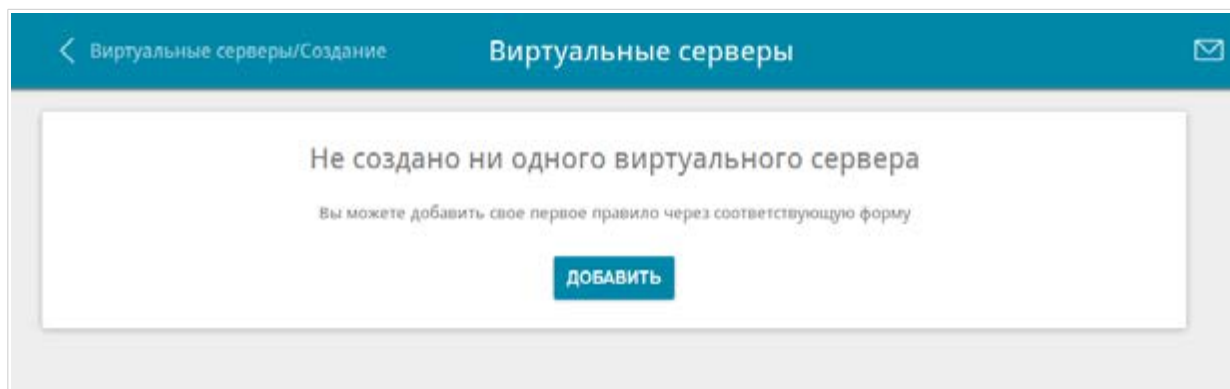 Виртуальные серверы/Создание
Виртуальные серверы
Не создано ни одного виртуального сервера
Вы можете добавить свое первое правило через соответствующую форму
ДОБАВИТЬ